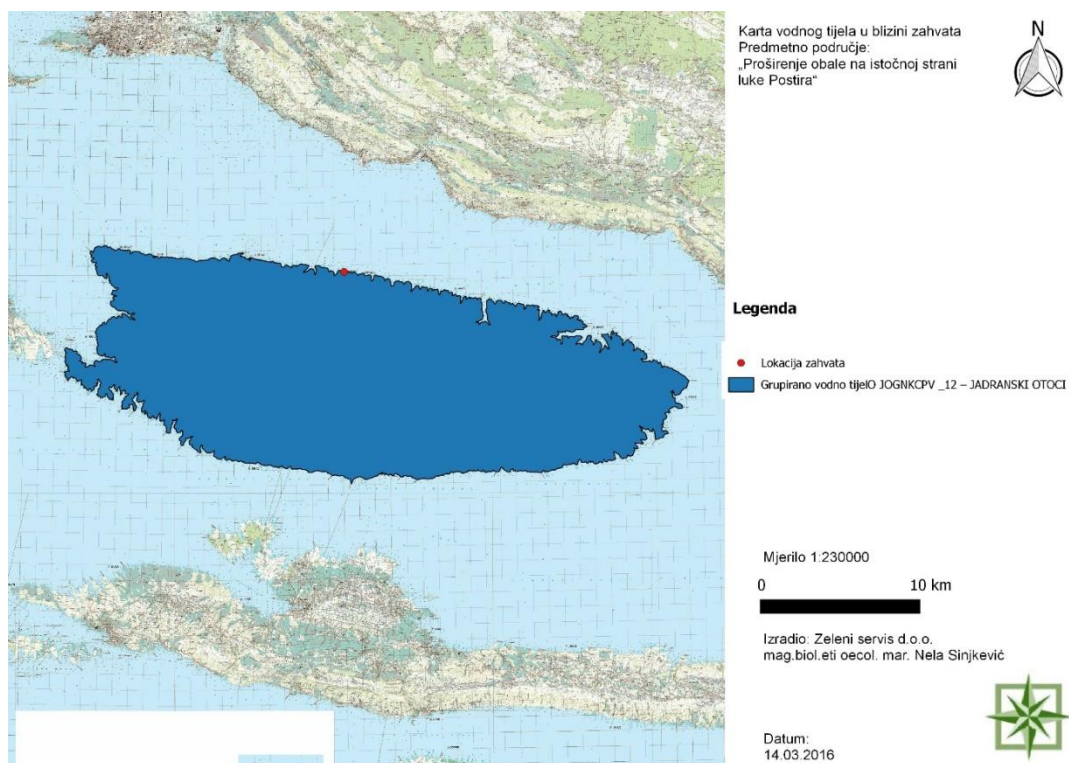 Karta vodnog tijela u blizini zahvata
Predmetno područje:
„Proširenje obale na istočnoj strani
luke Postira“
N
Legenda
Lokacija zahvata
Grupirano vodno tijelO JOGNKCPV _12 – JADRANSKI OTOCI
Mjerilo 1:230000
0 10 km
Izradio: Zeleni servis d.o.o.
mag.biol.eti oecol. mar. Nela Sinjkević
Datum:
14.03.2016